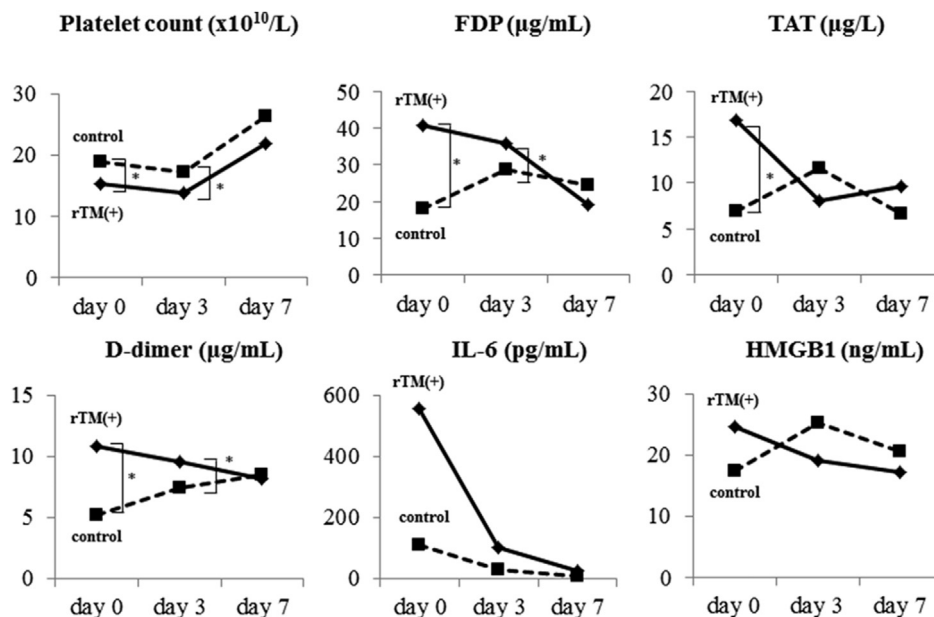 Platelet count (x10¹⁰/L)
30
20
10
0
control
*
*
rTM(+)
day 0 day 3 day 7
FDP (µg/mL)
50
40
30
20
10
0
rTM(+)
*
*
control
day 0 day 3 day 7
TAT (µg/L)
20
15
10
5
0
rTM(+)
*
control
day 0 day 3 day 7
D-dimer (µg/mL)
15
10
5
0
rTM(+)
*
*
control
day 0 day 3 day 7
IL-6 (pg/mL)
600
400
200
0
rTM(+)
control
day 0 day 3 day 7
HMGB1 (ng/mL)
30
20
10
0
rTM(+)
control
day 0 day 3 day 7